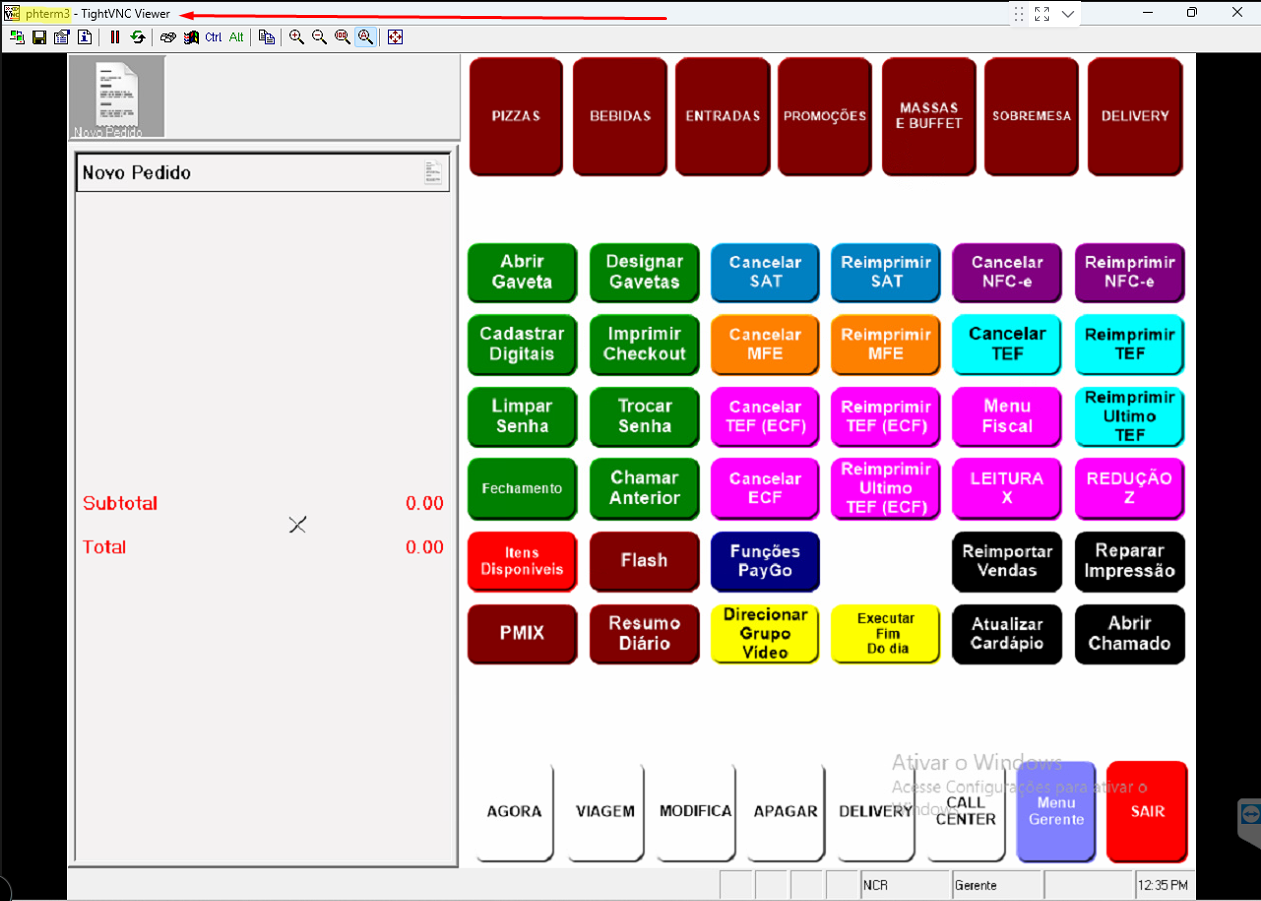 phterm3 - TightVNC Viewer
Ctrl Alt
Novo Pedido
Novo Pedido
Subtotal 0.00
Total 0.00
PIZZAS
BEBIDAS
ENTRADAS
PROMOÇÕES
MASSAS
E BUFFET
SOBREMESA
DELIVERY
Abrir
Gaveta
Designar
Gavetas
Cancelar
SAT
Reimprimir
SAT
Cancelar
NFC-e
Reimprimir
NFC-e
Cadastrar
Digitais
Imprimir
Checkout
Cancelar
MFE
Reimprimir
MFE
Cancelar
TEF
Reimprimir
TEF
Limpar
Senha
Trocar
Senha
Cancelar
TEF (ECF)
Reimprimir
TEF (ECF)
Menu
Fiscal
Reimprimir
Ultimo
TEF
Fechamento
Chamar
Anterior
Cancelar
ECF
Reimprimir
Ultimo
TEF (ECF)
LEITURA
X
REDUÇÃO
Z
Itens
Disponiveis
Flash
Funções
PayGo
Reimportar
Vendas
Reparar
Impressão
PMIX
Resumo
Diário
Direcionar
Grupo
Vídeo
Executar
Fim
Do dia
Atualizar
Cardápio
Abrir
Chamado
Ativar o Windows
Acesse Configurações para ativar o
Windows
AGORA
VIAGEM
MODIFICA
APAGAR
DELIVERY
CALL
CENTER
Menu
Gerente
SAIR
NCR
Gerente
12:35 PM